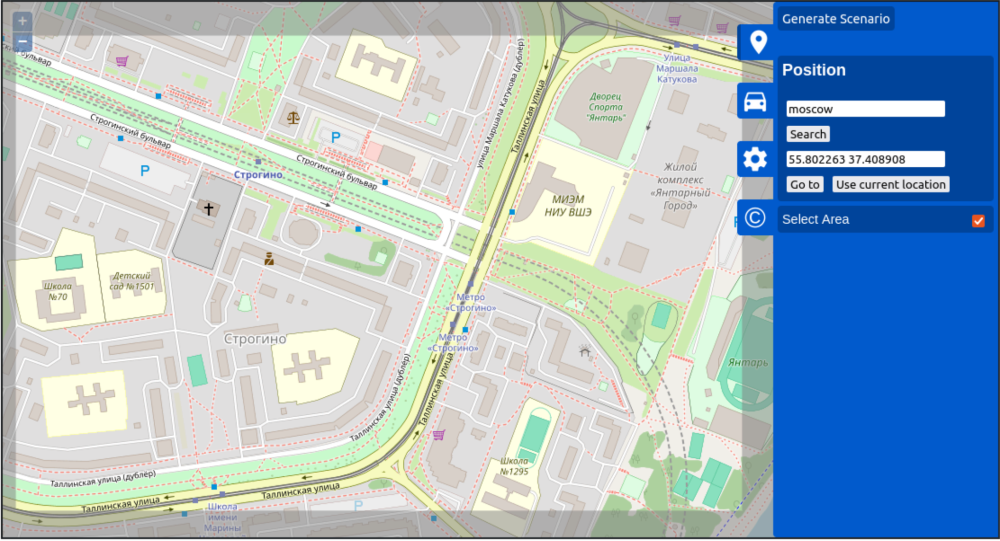 +
−
ский бульвар
Строгинский бульвар
Строгинский бульвар
Строгино
P
P
улица Маршала Катукова (дублёр)
Таллинская улица
Улица
Маршала
Катукова
Дворец
Спорта
"Янтарь"
Жилой
комплекс
«Янтарный
Город»
МИЭМ
НИУ ВШЭ
Школа
№70
Детский
сад №1501
Метро
«Строгино»
Метро
«Строгино»
Строгино
Таллинская улица (дублёр)
Таллинская улица
Янтарь
Школа
№1295
Таллинская улица (дублёр)
Таллинская улица
Таллинская улица
P
Школа
имени
Марины
Generate Scenario
Position
moscow
Search
55.802263 37.408908
Go to
Use current location
©
Select Area